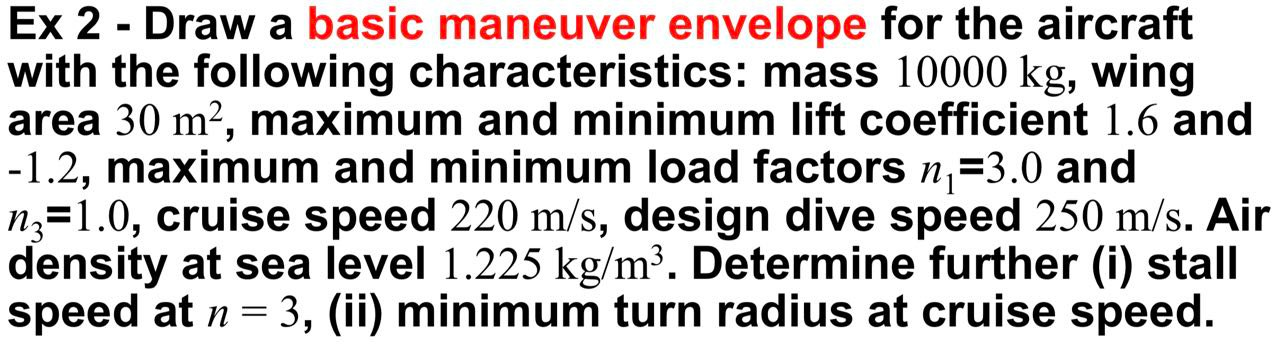 Ex 2 - Draw a basic maneuver envelope for the aircraft
with the following characteristics: mass 10000 kg, wing
area 30 m², maximum and minimum lift coefficient 1.6 and
-1.2, maximum and minimum load factors n₁=3.0 and
n₃=1.0, cruise speed 220 m/s, design dive speed 250 m/s. Air
density at sea level 1.225 kg/m³. Determine further (i) stall
speed at n = 3, (ii) minimum turn radius at cruise speed.